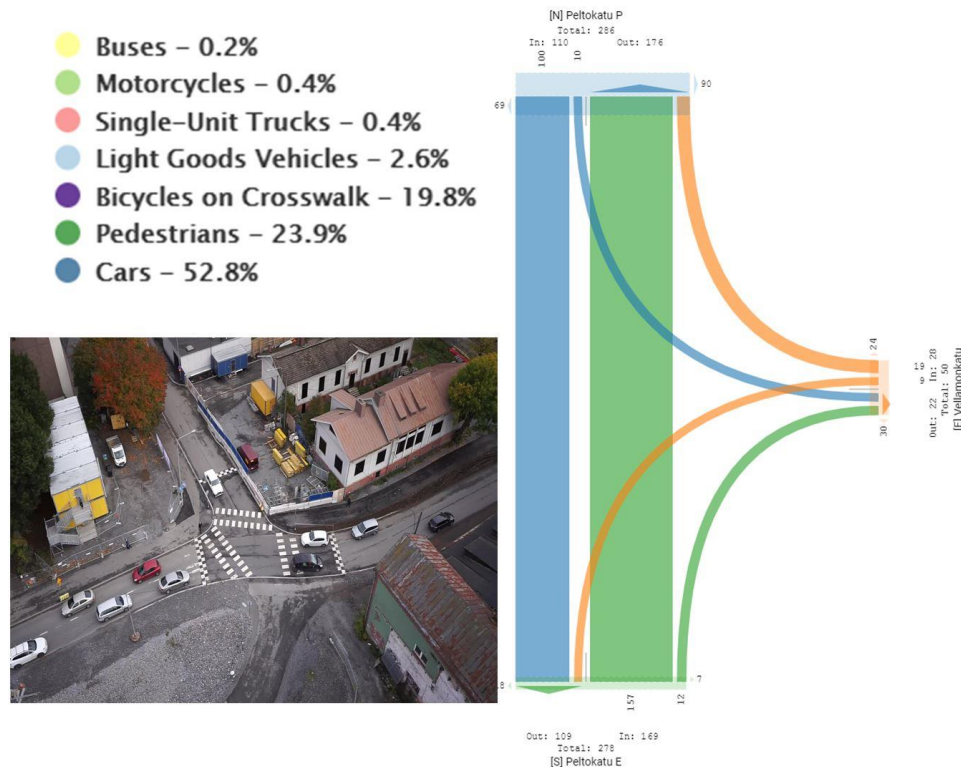 Buses – 0.2%
Motorcycles – 0.4%
Single-Unit Trucks – 0.4%
Light Goods Vehicles – 2.6%
Bicycles on Crosswalk – 19.8%
Pedestrians – 23.9%
Cars – 52.8%
[N] Peltokatu P
Total: 286
In: 110 Out: 176
100 10
69
90
24
19
9
In: 28
Total: 50
Out: 22
[E] Vellamonkatu
30
8
7
157
12
Out: 109 In: 169
Total: 278
[S] Peltokatu E